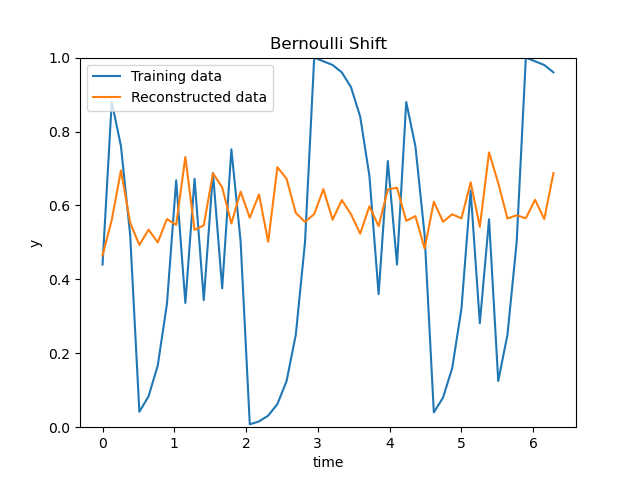 Bernoulli Shift
Training data
Reconstructed data
y
1.0
0.8
0.6
0.4
0.2
0.0
0 1 2 3 4 5 6
time